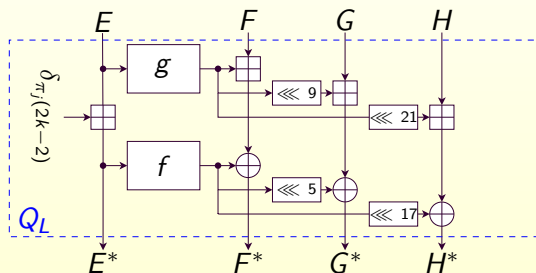 E F G H
g
⋘ 9
⋘ 21
δπj(2k−2)
f
⋘ 5
⋘ 17
QL
E* F* G* H*